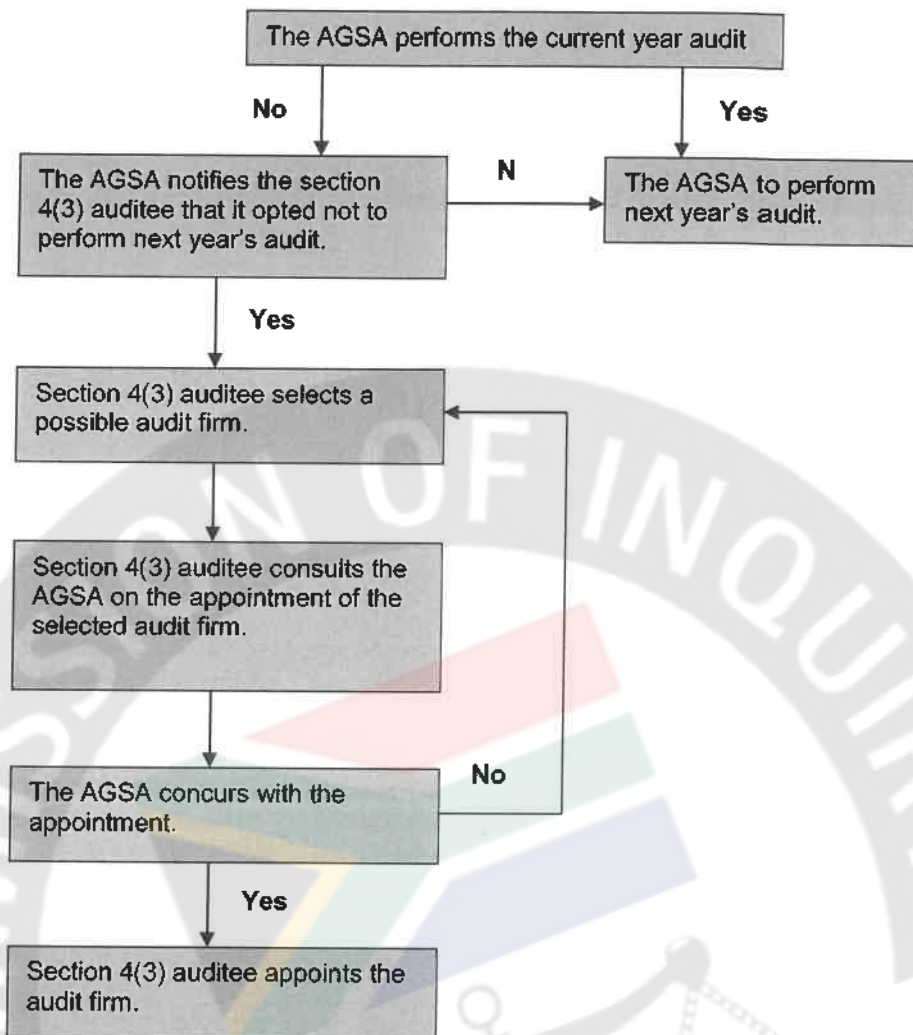 The AGSA performs the current year audit
No
Yes
The AGSA notifies the section
4(3) auditee that it opted not to
perform next year's audit.
N
The AGSA to perform
next year's audit.
Yes
Section 4(3) auditee selects a
possible audit firm.
Section 4(3) auditee consults the
AGSA on the appointment of the
selected audit firm.
The AGSA concurs with the
appointment.
No
Yes
Section 4(3) auditee appoints the
audit firm.
SSION OF INQUI